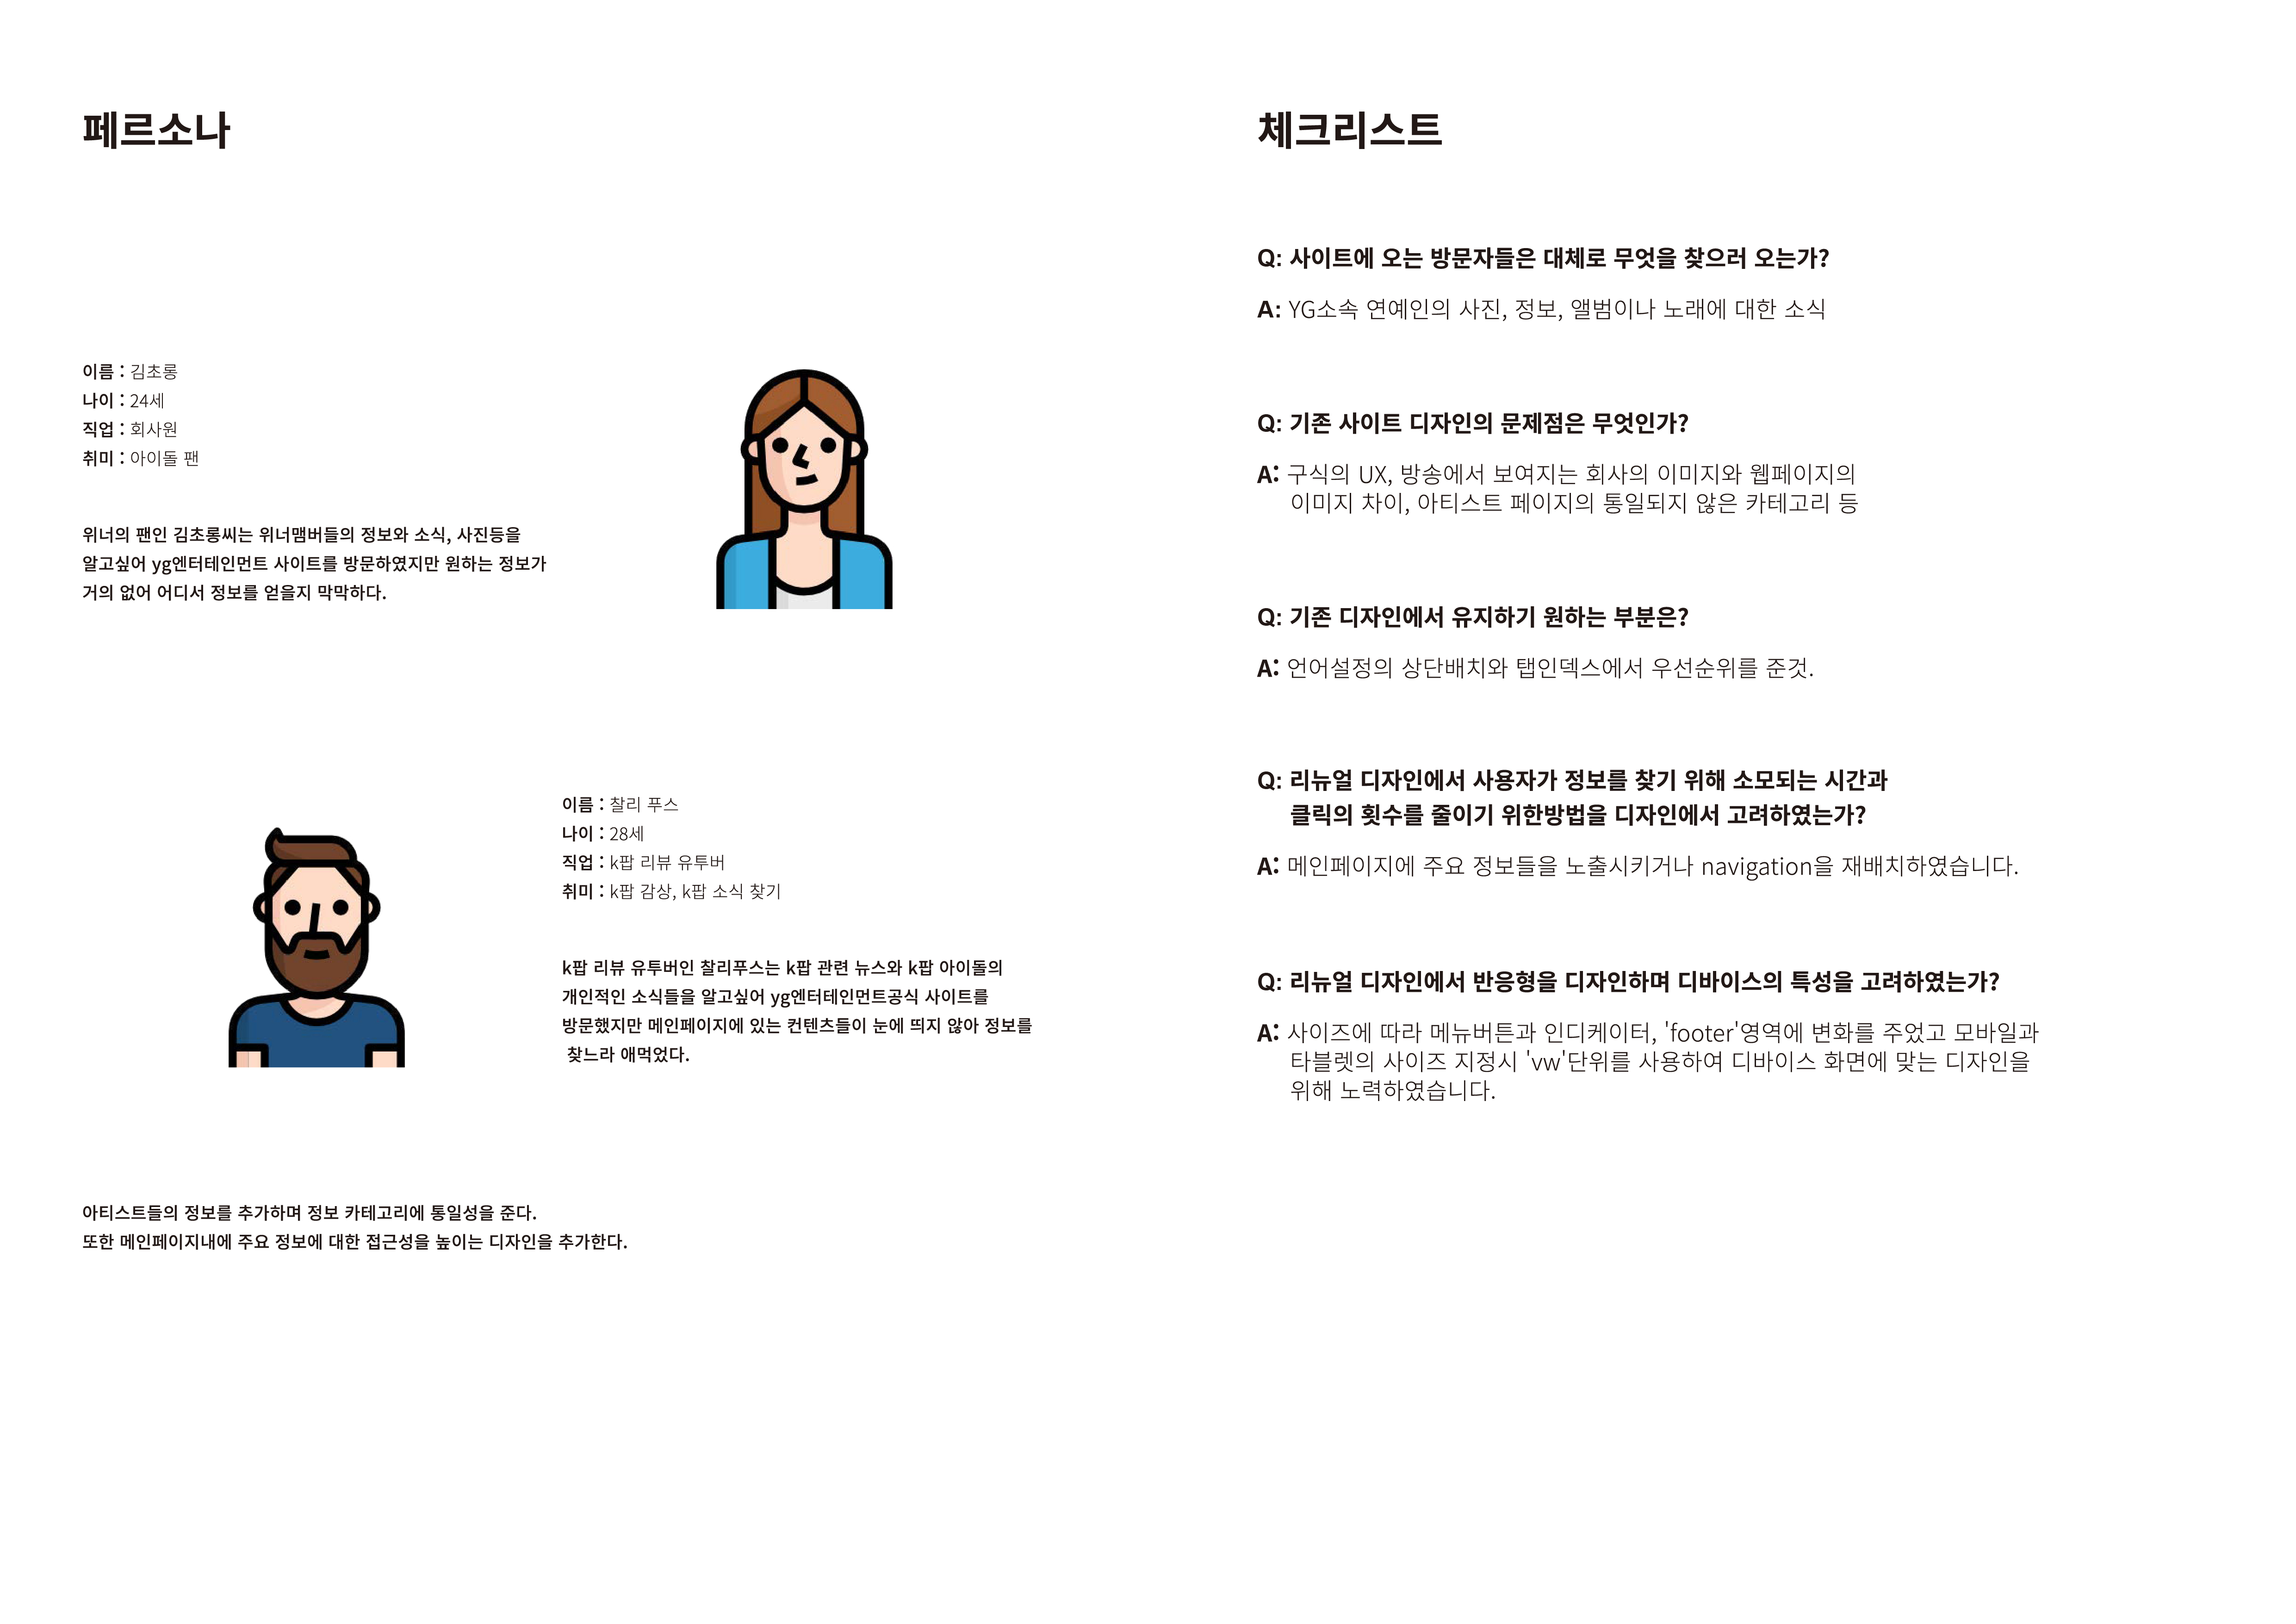 페르소나
이름 : 김초롱
나이 : 24세
직업 : 회사원
취미 : 아이돌 팬
위너의 팬인 김초롱씨는 위너맴버들의 정보와 소식, 사진등을
알고싶어 yg엔터테인먼트 사이트를 방문하였지만 원하는 정보가
거의 없어 어디서 정보를 얻을지 막막하다.
이름 : 찰리 푸스
나이 : 28세
직업 : k팝 리뷰 유투버
취미 : k팝 감상, k팝 소식 찾기
k팝 리뷰 유투버인 찰리푸스는 k팝 관련 뉴스와 k팝 아이돌의
개인적인 소식들을 알고싶어 yg엔터테인먼트공식 사이트를
방문했지만 메인페이지에 있는 컨텐츠들이 눈에 띄지 않아 정보를
찾느라 애먹었다.
아티스트들의 정보를 추가하며 정보 카테고리에 통일성을 준다.
또한 메인페이지내에 주요 정보에 대한 접근성을 높이는 디자인을 추가한다.
체크리스트
Q: 사이트에 오는 방문자들은 대체로 무엇을 찾으러 오는가?
A: YG소속 연예인의 사진, 정보, 앨범이나 노래에 대한 소식
Q: 기존 사이트 디자인의 문제점은 무엇인가?
A: 구식의 UX, 방송에서 보여지는 회사의 이미지와 웹페이지의
이미지 차이, 아티스트 페이지의 통일되지 않은 카테고리 등
Q: 기존 디자인에서 유지하기 원하는 부분은?
A: 언어설정의 상단배치와 탭인덱스에서 우선순위를 준것.
Q: 리뉴얼 디자인에서 사용자가 정보를 찾기 위해 소모되는 시간과
클릭의 횟수를 줄이기 위한방법을 디자인에서 고려하였는가?
A: 메인페이지에 주요 정보들을 노출시키거나 navigation을 재배치하였습니다.
Q: 리뉴얼 디자인에서 반응형을 디자인하며 디바이스의 특성을 고려하였는가?
A: 사이즈에 따라 메뉴버튼과 인디케이터, 'footer'영역에 변화를 주었고 모바일과
타블렛의 사이즈 지정시 'vw'단위를 사용하여 디바이스 화면에 맞는 디자인을
위해 노력하였습니다.